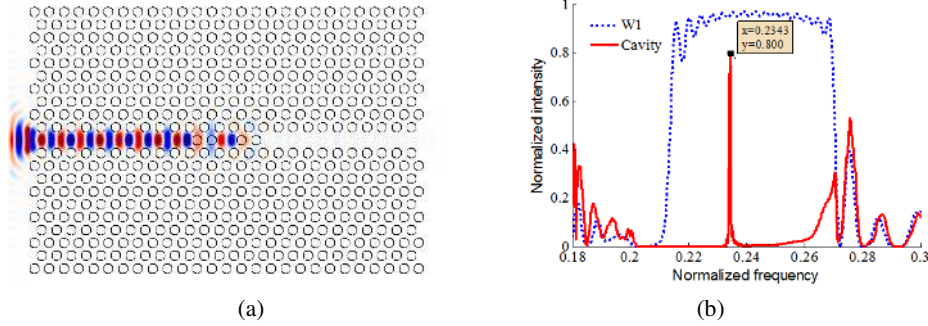 W1
Cavity
x=0.2343
y=0.800
Normalized intensity
1
0.8
0.6
0.4
0.2
0
0.18
0.2
0.22
0.24
0.26
0.28
0.3
Normalized frequency
(a)
(b)